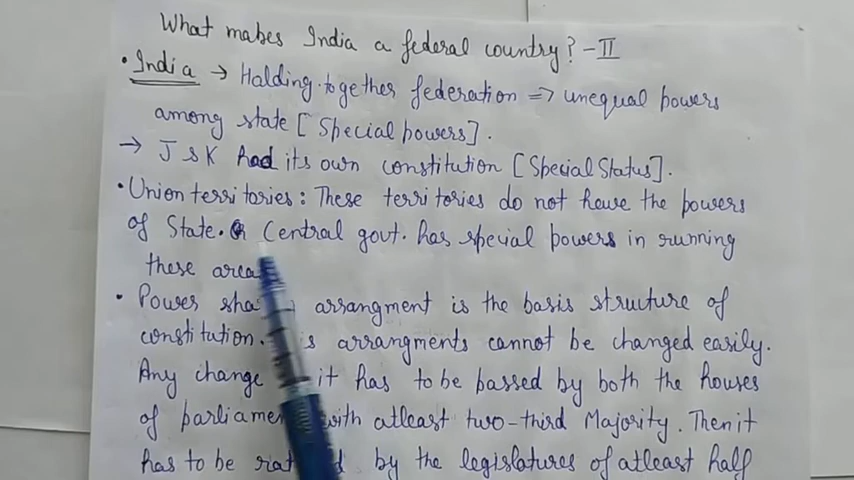 What makes India a federal country? - II
• India → Halding together federation ⇒ unequal powers
among state [Special powers].
→ J & K had its own constitution [Special Status].
• Union territories: These territories do not have the powers
of State. Central govt. has special powers in running
these area
• Power sha arrangment is the basis structure of
constitution. s arrangments cannot be changed easily.
Any change it has to be passed by both the houses
of parliamen with atleast two-third Majority. Then it
has to be rat d by the legislatures of atleast half